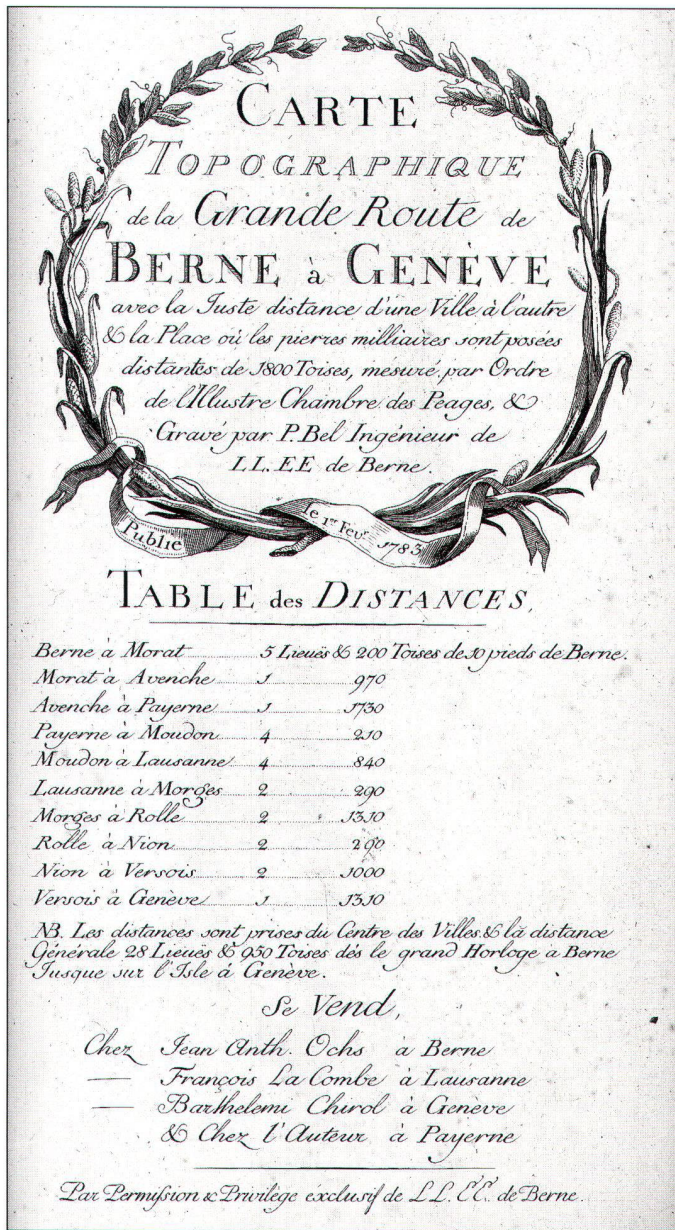 CARTE
TOPOGRAPHIQUE
de la Grande Route de
BERNE à GENÈVE
avec la Juste distance d'une Ville à l'autre
& la Place où les pierres milliaires sont posées
distantes de 1800 Toises, mesuré par Ordre
de l'Illustre Chambre des Peages, &
Gravé par P. Bel Ingénieur de
LL. EE de Berne.
Publié le 1er Fevr. 1783
TABLE des DISTANCES,
Berne à Morat 5 Lieuës & 200 Toises de 10 pieds de Berne.
Morat à Avenche 1 970
Avenche à Payerne 1 1730
Payerne à Moudon 4 210
Moudon à Lausanne 4 840
Lausanne à Morges 2 290
Morges à Rolle 2 1310
Rolle à Nion 2 290
Nion à Versois 2 1000
Versois à Genève 1 1310
NB. Les distances sont prises du Centre des Villes & la distance
Générale 28 Lieuës & 950 Toises dés le grand Horloge a Berne
Jusque sur l'Isle à Genève.
Se Vend,
Chez Jean Anth. Ochs à Berne
— François La Combe à Lausanne
— Barthelemi Chirol à Genève
& Chez l'Auteur à Payerne
Par Permission & Privilège éxclusif de LL. EE. de Berne.